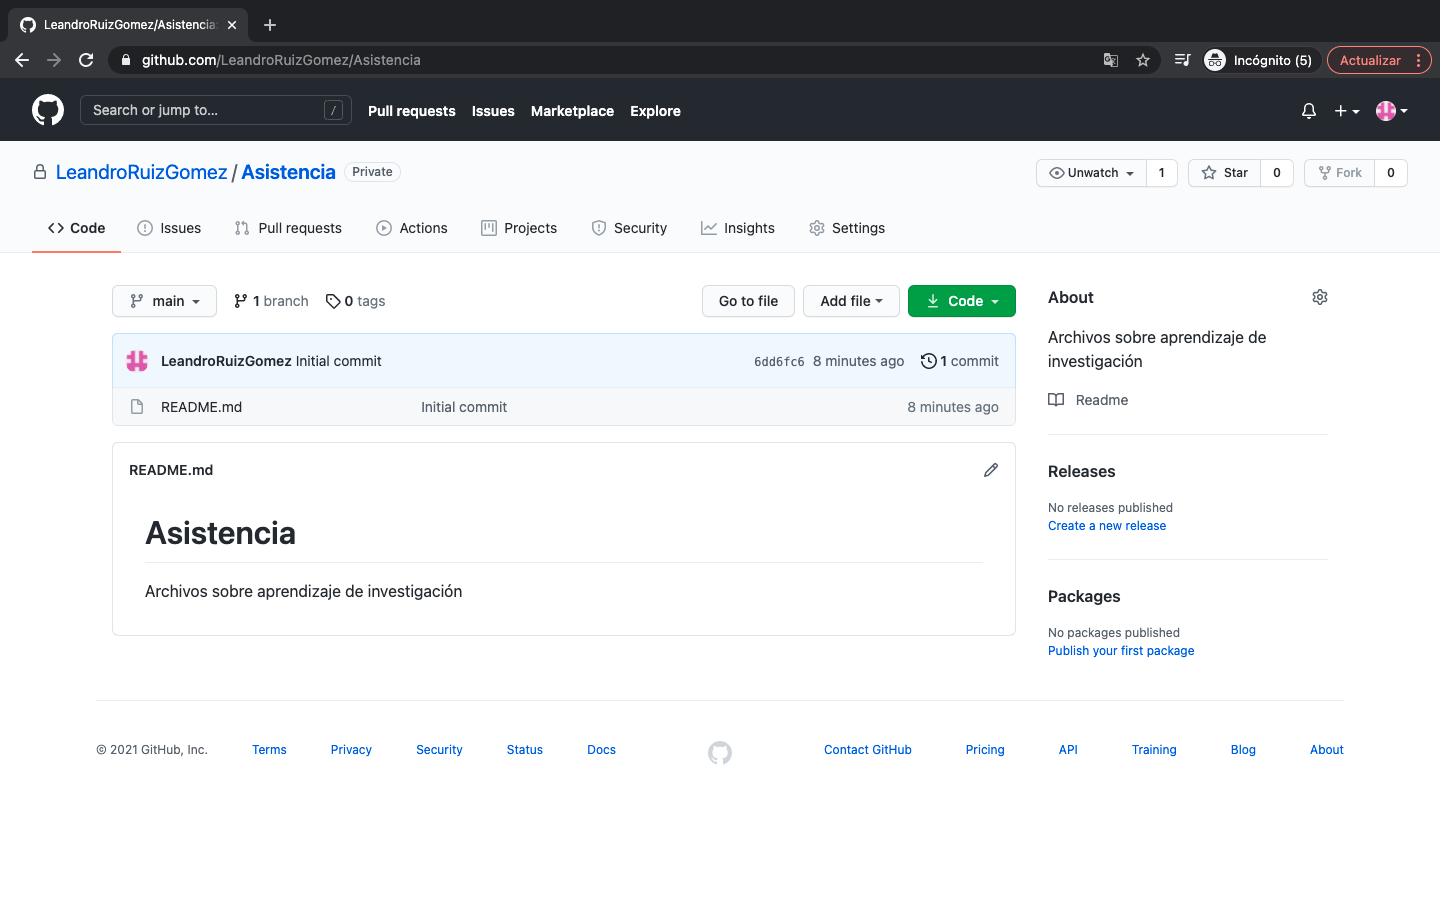 LeandroRuizGomez/Asistencia:
github.com/LeandroRuizGomez/Asistencia
Incógnito (5)
Actualizar
Search or jump to...
/
Pull requests
Issues
Marketplace
Explore
LeandroRuizGomez / Asistencia
Private
Unwatch
1
Star
0
Fork
0
Code
Issues
Pull requests
Actions
Projects
Security
Insights
Settings
main
1 branch
0 tags
Go to file
Add file
Code
LeandroRuizGomez Initial commit
6dd6fc6 8 minutes ago
1 commit
README.md
Initial commit
8 minutes ago
README.md
Asistencia
Archivos sobre aprendizaje de investigación
About
Archivos sobre aprendizaje de
investigación
Readme
Releases
No releases published
Create a new release
Packages
No packages published
Publish your first package
© 2021 GitHub, Inc.
Terms
Privacy
Security
Status
Docs
Contact GitHub
Pricing
API
Training
Blog
About